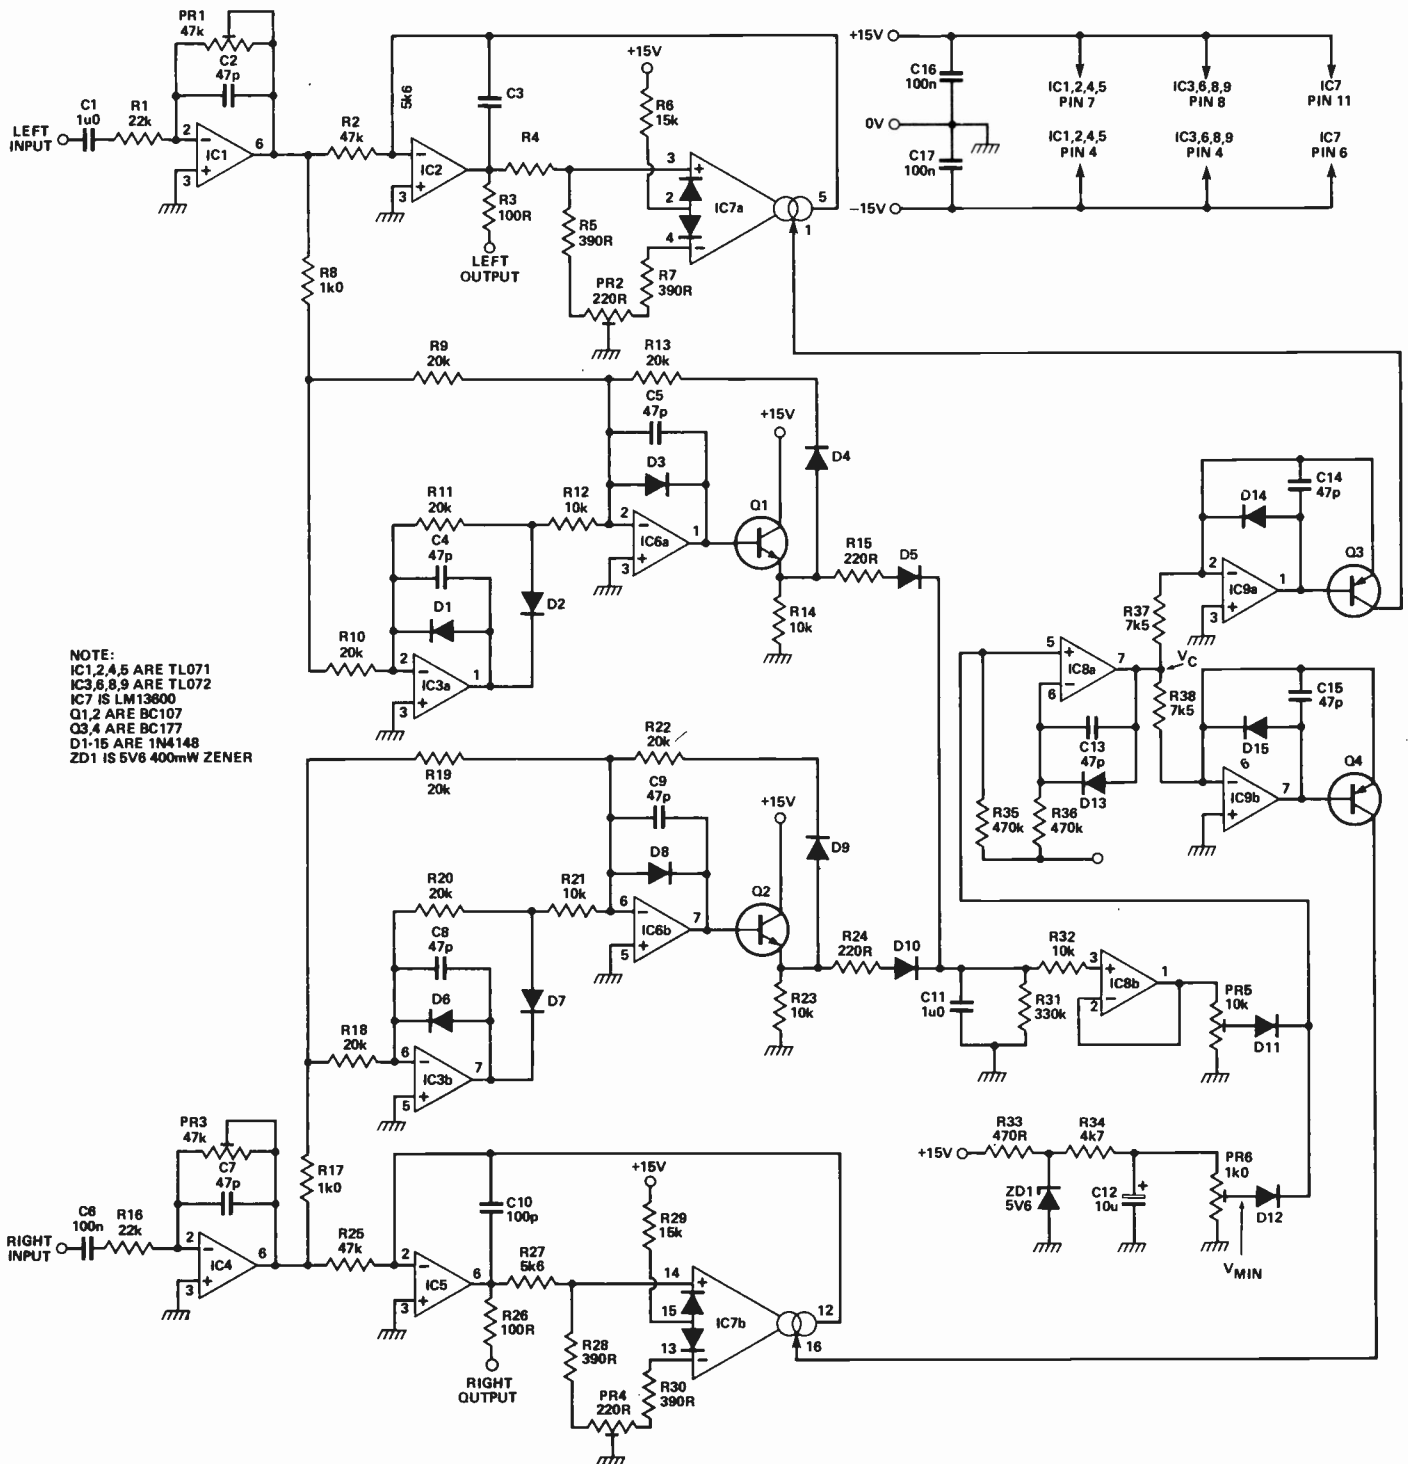 PR1
47k
C2
47p
C1
1u0
R1
22k
LEFT
INPUT
2
3
6
IC1
R2
47k
5k6
C3
2
3
IC2
R4
R3
100R
LEFT
OUTPUT
R5
390R
PR2
220R
R7
390R
+15V
R6
15k
3
2
4
IC7a
5
1
+15V
C16
100n
0V
C17
100n
−15V
IC1,2,4,5
PIN 7
IC1,2,4,5
PIN 4
IC3,6,8,9
PIN 8
IC3,6,8,9
PIN 4
IC7
PIN 11
IC7
PIN 6
R8
1k0
R9
20k
R13
20k
C5
47p
D3
+15V
D4
R11
20k
C4
47p
D1
R12
10k
2
3
IC6a
1
Q1
R15
220R
D5
R14
10k
D2
R10
20k
2
3
IC3a
1
NOTE:
IC1,2,4,5 ARE TL071
IC3,6,8,9 ARE TL072
IC7 IS LM13600
Q1,2 ARE BC107
Q3,4 ARE BC177
D1-15 ARE 1N4148
ZD1 IS 5V6 400mW ZENER
C14
47p
D14
2
3
IC9a
1
Q3
R37
7k5
5
6
IC8a
7
VC
R38
7k5
C13
47p
D13
R35
470k
R36
470k
C15
47p
D15
6
IC9b
7
Q4
R19
20k
R22
20k
C9
47p
D8
+15V
D9
R20
20k
C8
47p
D6
R21
10k
6
5
IC6b
7
Q2
R24
220R
D10
R23
10k
D7
R18
20k
6
5
IC3b
7
C11
1u0
R31
330k
R32
10k
3
2
IC8b
1
PR5
10k
D11
+15V
R33
470R
R34
4k7
ZD1
5V6
C12
10u
+
PR6
1k0
D12
VMIN
PR3
47k
C7
47p
C6
100n
R16
22k
RIGHT
INPUT
2
3
IC4
6
R17
1k0
R25
47k
2
3
IC5
6
C10
100p
R27
5k6
R26
100R
RIGHT
OUTPUT
R28
390R
PR4
220R
R30
390R
+15V
R29
15k
14
15
13
IC7b
12
16